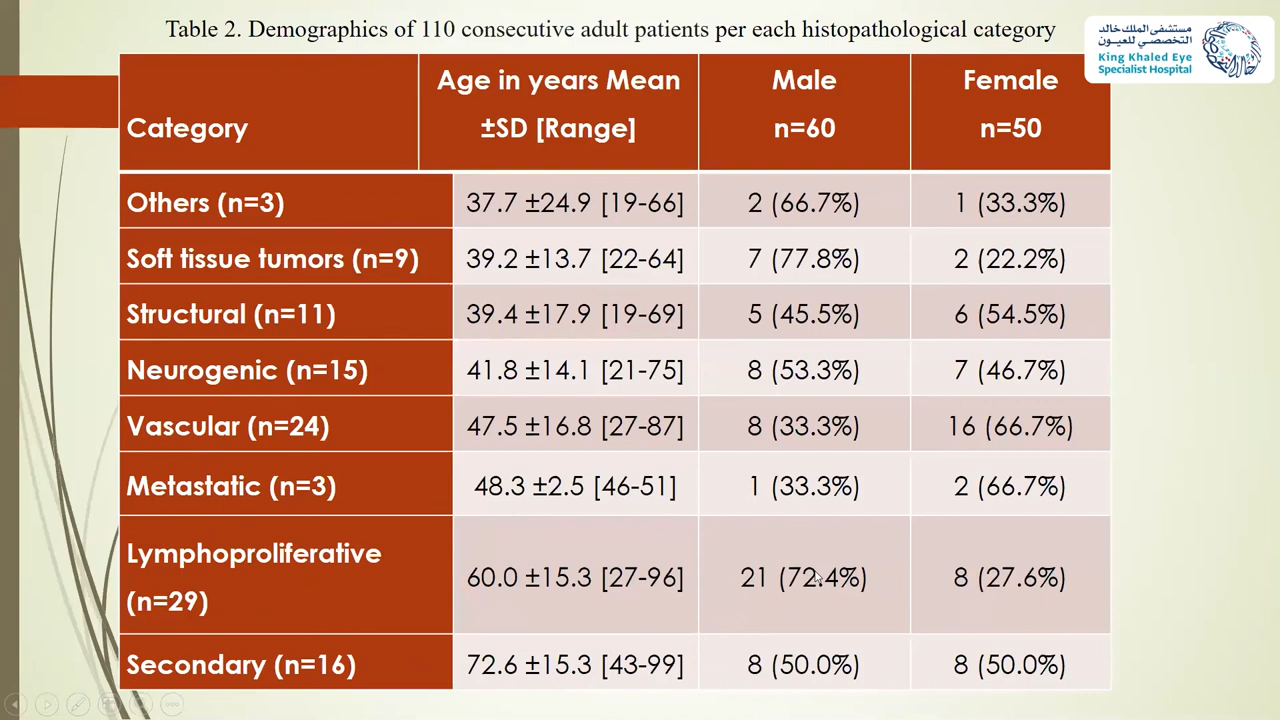 Table 2. Demographics of 110 consecutive adult patients per each histopathological category
مستشفى الملك خالد
التخصصي للعيون
King Khaled Eye
Specialist Hospital
Category
Age in years Mean
±SD [Range]
Male
n=60
Female
n=50
Others (n=3) 37.7 ±24.9 [19-66] 2 (66.7%) 1 (33.3%)
Soft tissue tumors (n=9) 39.2 ±13.7 [22-64] 7 (77.8%) 2 (22.2%)
Structural (n=11) 39.4 ±17.9 [19-69] 5 (45.5%) 6 (54.5%)
Neurogenic (n=15) 41.8 ±14.1 [21-75] 8 (53.3%) 7 (46.7%)
Vascular (n=24) 47.5 ±16.8 [27-87] 8 (33.3%) 16 (66.7%)
Metastatic (n=3) 48.3 ±2.5 [46-51] 1 (33.3%) 2 (66.7%)
Lymphoproliferative
(n=29) 60.0 ±15.3 [27-96] 21 (72.4%) 8 (27.6%)
Secondary (n=16) 72.6 ±15.3 [43-99] 8 (50.0%) 8 (50.0%)